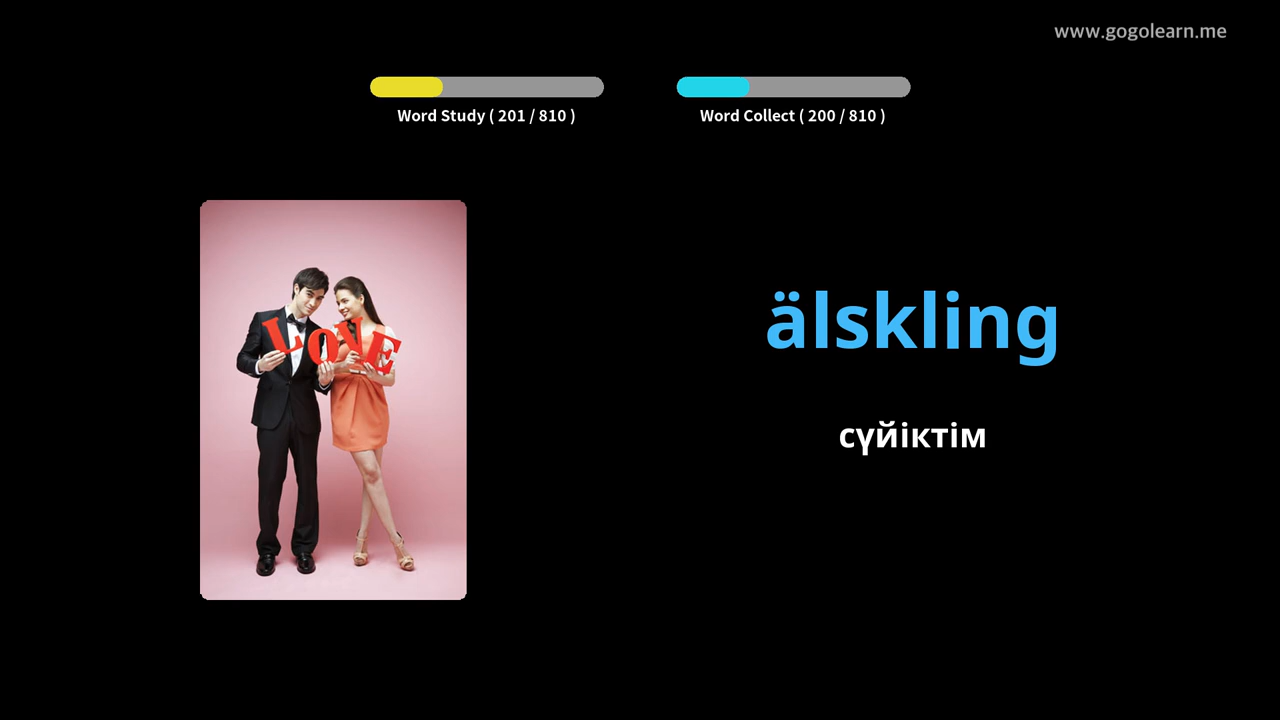 www.gogolearn.me
Word Study ( 201 / 810 )
Word Collect ( 200 / 810 )
LOVE
älskling
сүйіктім